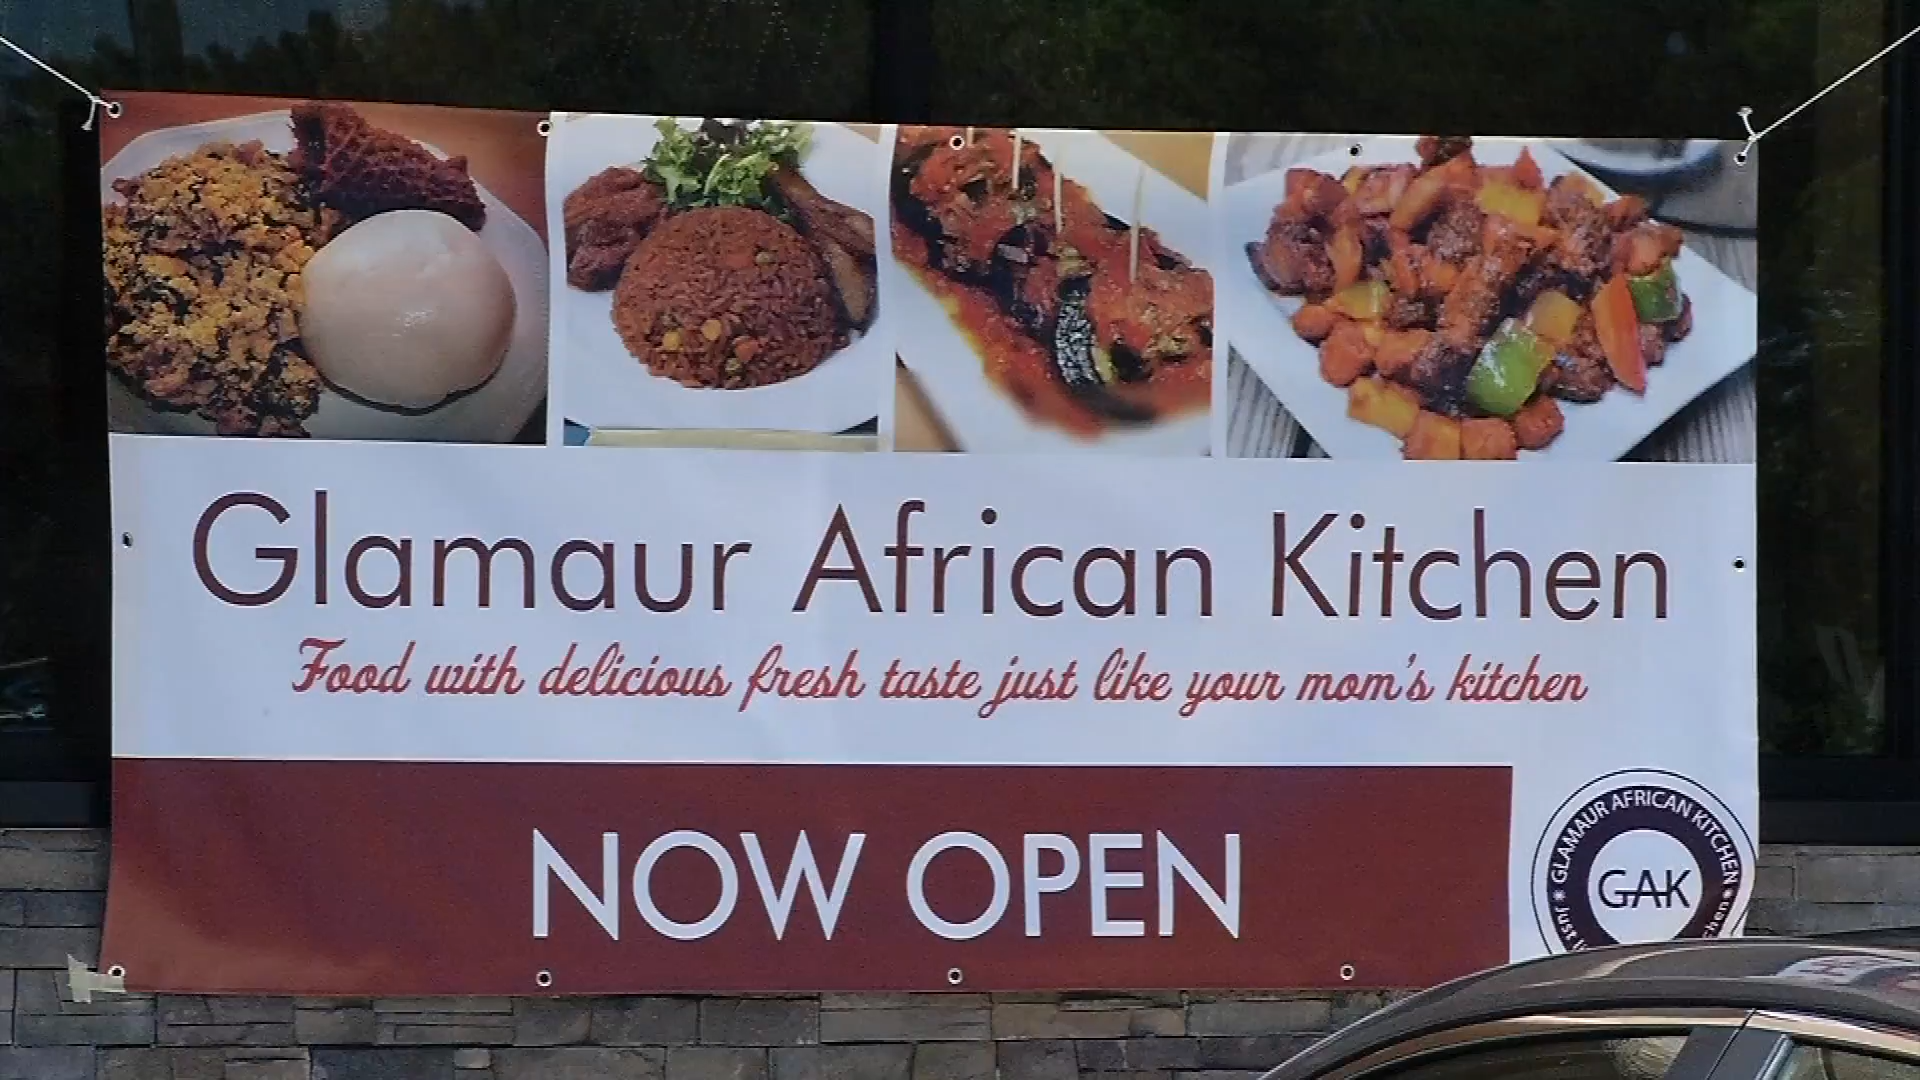 Glamaur African Kitchen
Food with delicious fresh taste just like your mom's kitchen
NOW OPEN
GLAMAUR AFRICAN KITCHEN
GAK